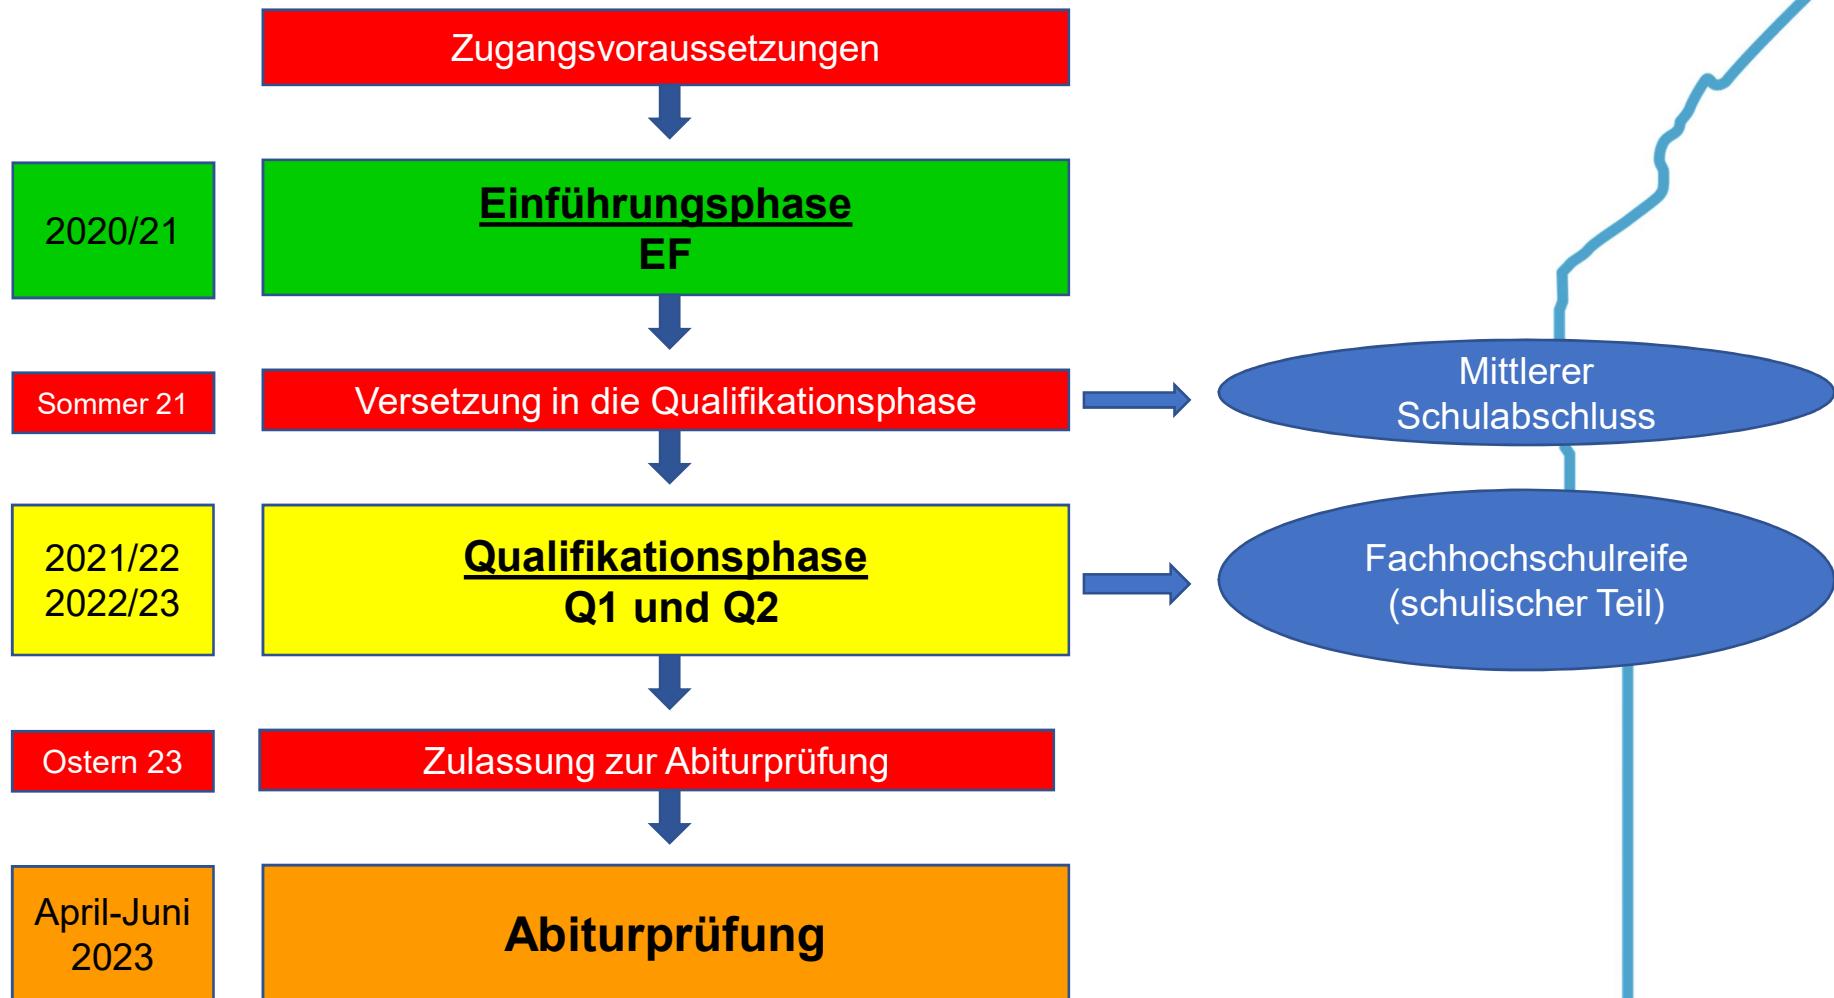 Zugangsvoraussetzungen
2020/21
Einführungsphase
EF
Sommer 21
Versetzung in die Qualifikationsphase
Mittlerer
Schulabschluss
2021/22
2022/23
Qualifikationsphase
Q1 und Q2
Fachhochschulreife
(schulischer Teil)
Ostern 23
Zulassung zur Abiturprüfung
April-Juni
2023
Abiturprüfung